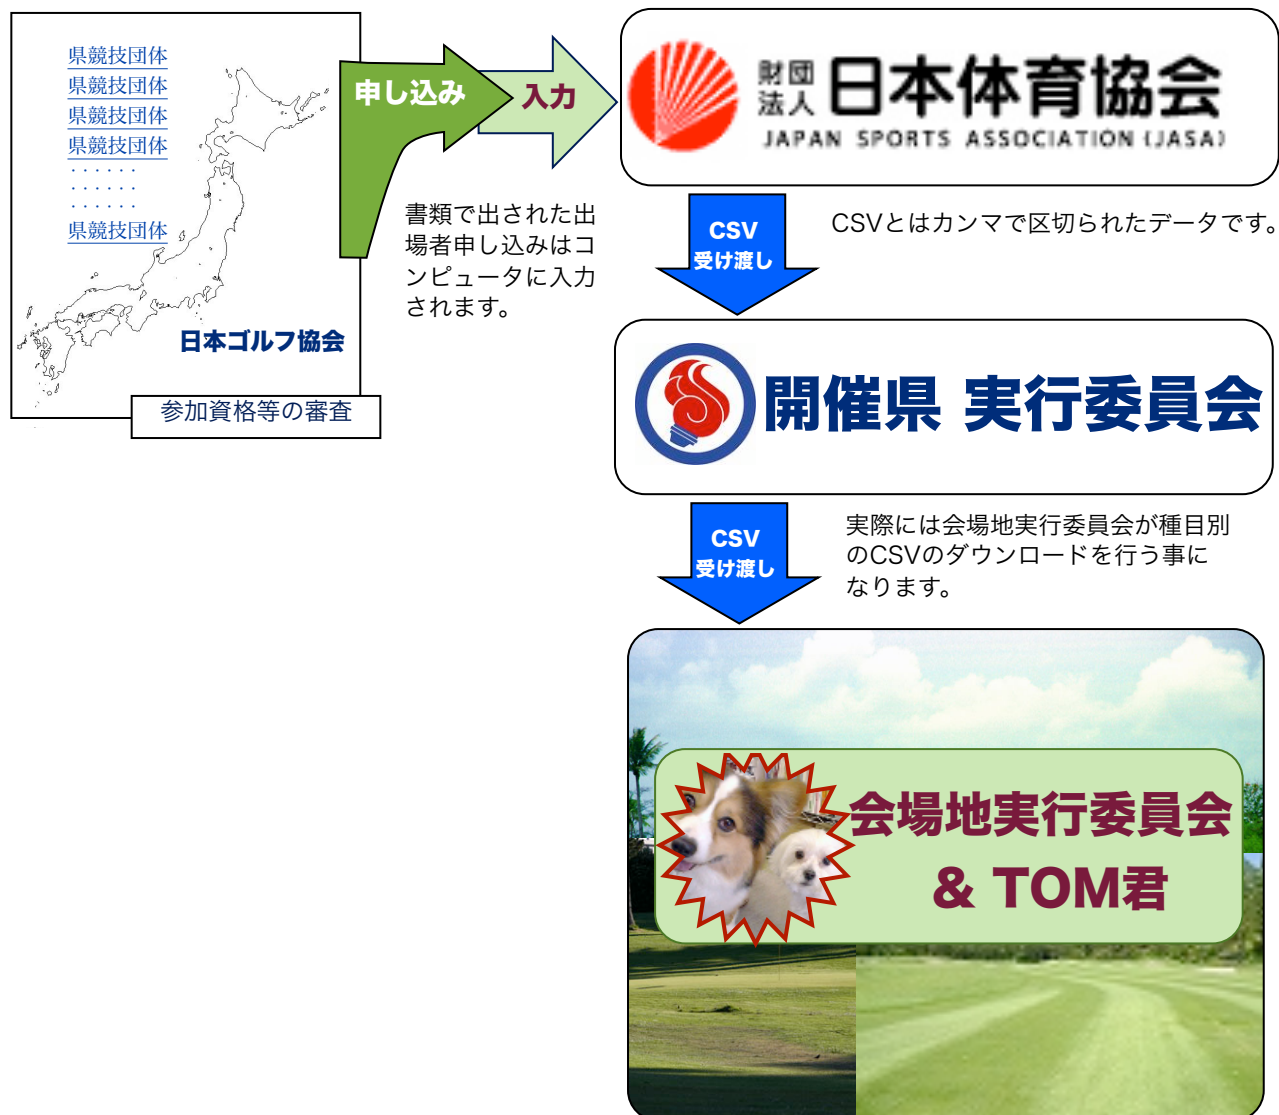 県競技団体
県競技団体
県競技団体
県競技団体
・・・・・・
・・・・・・
・・・・・・
県競技団体
日本ゴルフ協会
参加資格等の審査
申し込み
入力
書類で出された出
場者申し込みはコ
ンピュータに入力
されます。
財団
法人
日本体育協会
JAPAN SPORTS ASSOCIATION (JASA)
CSV
受け渡し
CSVとはカンマで区切られたデータです。
開催県 実行委員会
CSV
受け渡し
実際には会場地実行委員会が種目別
のCSVのダウンロードを行う事に
なります。
会場地実行委員会
& TOM君